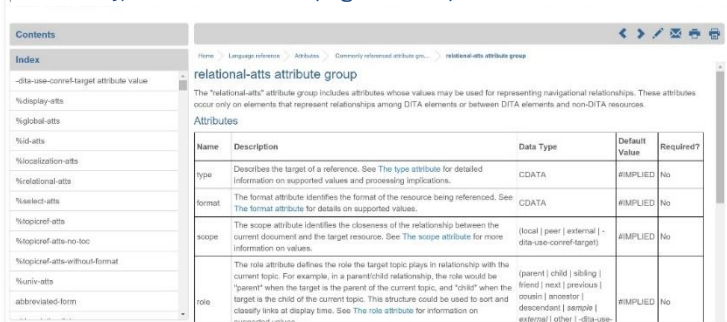 Contents
Index
-dita-use-conref-target attribute value
%display-atts
%global-atts
%id-atts
%localization-atts
%relational-atts
%select-atts
%topicref-atts
%topicref-atts-no-toc
%topicref-atts-without-format
%univ-atts
abbreviated-form
Home > Language reference > Attributes > Commonly referenced attribute gro... > relational-atts attribute group
relational-atts attribute group
The "relational-atts" attribute group includes attributes whose values may be used for representing navigational relationships. These attributes
occur only on elements that represent relationships among DITA elements or between DITA elements and non-DITA resources.
Attributes
Name Description Data Type Default Value Required?
type Describes the target of a reference. See The type attribute for detailed
information on supported values and processing implications. CDATA #IMPLIED No
format The format attribute identifies the format of the resource being referenced. See
The format attribute for details on supported values. CDATA #IMPLIED No
scope The scope attribute identifies the closeness of the relationship between the
current document and the target resource. See The scope attribute for more
information on values. (local | peer | external | -
dita-use-conref-target) #IMPLIED No
role The role attribute defines the role the target topic plays in relationship with the
current topic. For example, in a parent/child relationship, the role would be
"parent" when the target is the parent of the current topic, and "child" when the
target is the child of the current topic. This structure could be used to sort and
classify links at display time. See The role attribute for information on
supported values.
(parent | child | sibling |
friend | next | previous |
cousin | ancestor |
descendant | sample |
external | other | -dita-use-
#IMPLIED No